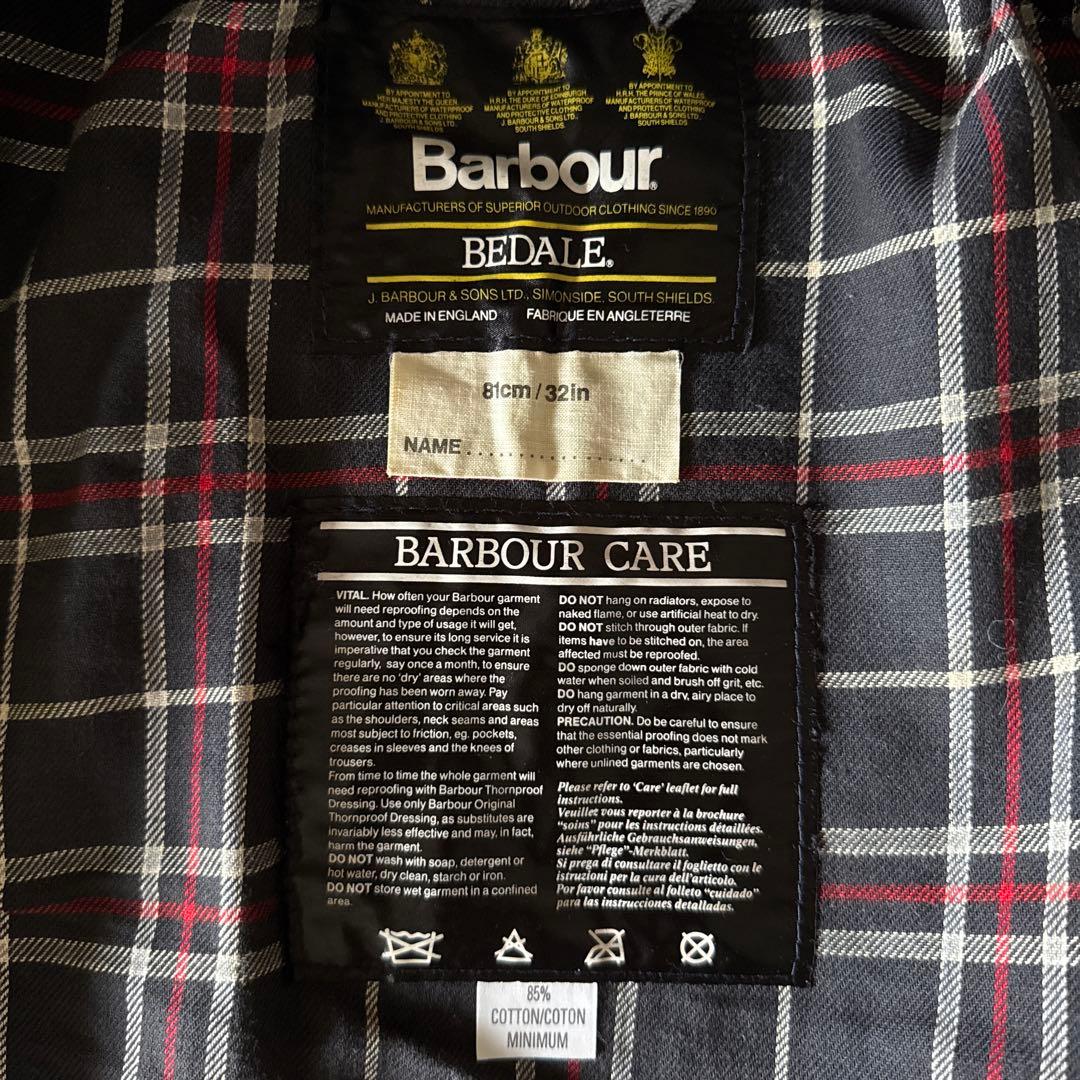 BY APPOINTMENT TO
HER MAJESTY THE QUEEN
MANUFACTURERS OF WATERPROOF
AND PROTECTIVE CLOTHING
J. BARBOUR & SONS LTD.,
SOUTH SHIELDS
BY APPOINTMENT TO
H.R.H. THE DUKE OF EDINBURGH
MANUFACTURERS OF WATERPROOF
AND PROTECTIVE CLOTHING
J. BARBOUR & SONS LTD.,
SOUTH SHIELDS
BY APPOINTMENT TO
H.R.H. THE PRINCE OF WALES
MANUFACTURERS OF WATERPROOF
AND PROTECTIVE CLOTHING
J. BARBOUR & SONS LTD.,
SOUTH SHIELDS
Barbour®
MANUFACTURERS OF SUPERIOR OUTDOOR CLOTHING SINCE 1890
BEDALE®
J. BARBOUR & SONS LTD., SIMONSIDE, SOUTH SHIELDS.
MADE IN ENGLAND FABRIQUE EN ANGLETERRE
81cm / 32in
NAME.................
BARBOUR CARE
VITAL. How often your Barbour garment
will need reproofing depends on the
amount and type of usage it will get,
however, to ensure its long service it is
imperative that you check the garment
regularly, say once a month, to ensure
there are no 'dry' areas where the
proofing has been worn away. Pay
particular attention to critical areas such
as the shoulders, neck seams and areas
most subject to friction, eg. pockets,
creases in sleeves and the knees of
trousers.
From time to time the whole garment will
need reproofing with Barbour Thornproof
Dressing. Use only Barbour Original
Thornproof Dressing, as substitutes are
invariably less effective and may, in fact,
harm the garment.
DO NOT wash with soap, detergent or
hot water, dry clean, starch or iron.
DO NOT store wet garment in a confined
area.
DO NOT hang on radiators, expose to
naked flame, or use artificial heat to dry.
DO NOT stitch through outer fabric. If
items have to be stitched on, the area
affected must be reproofed.
DO sponge down outer fabric with cold
water when soiled and brush off grit, etc.
DO hang garment in a dry, airy place to
dry off naturally.
PRECAUTION. Do be careful to ensure
that the essential proofing does not mark
other clothing or fabrics, particularly
where unlined garments are chosen.
Please refer to 'Care' leaflet for full
instructions.
Veuillez vous reporter à la brochure
"soins" pour les instructions détaillées.
Ausführliche Gebrauchsanweisungen,
siehe "Pflege"-Merkblatt.
Si prega di consultare il foglietto con le
istruzioni per la cura dell'articolo.
Por favor consulte al folleto "cuidado"
para las instrucciones detalladas.
85%
COTTON/COTON
MINIMUM